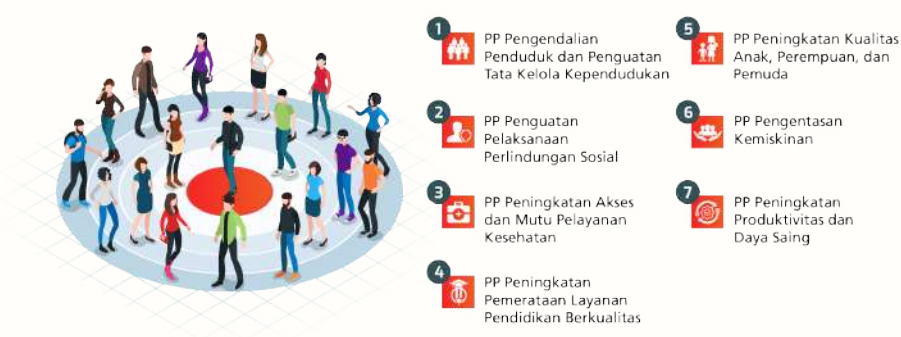 1
PP Pengendalian
Penduduk dan Penguatan
Tata Kelola Kependudukan
2
PP Penguatan
Pelaksanaan
Perlindungan Sosial
3
PP Peningkatan Akses
dan Mutu Pelayanan
Kesehatan
4
PP Peningkatan
Pemerataan Layanan
Pendidikan Berkualitas
5
PP Peningkatan Kualitas
Anak, Perempuan, dan
Pemuda
6
PP Pengentasan
Kemiskinan
7
PP Peningkatan
Produktivitas dan
Daya Saing